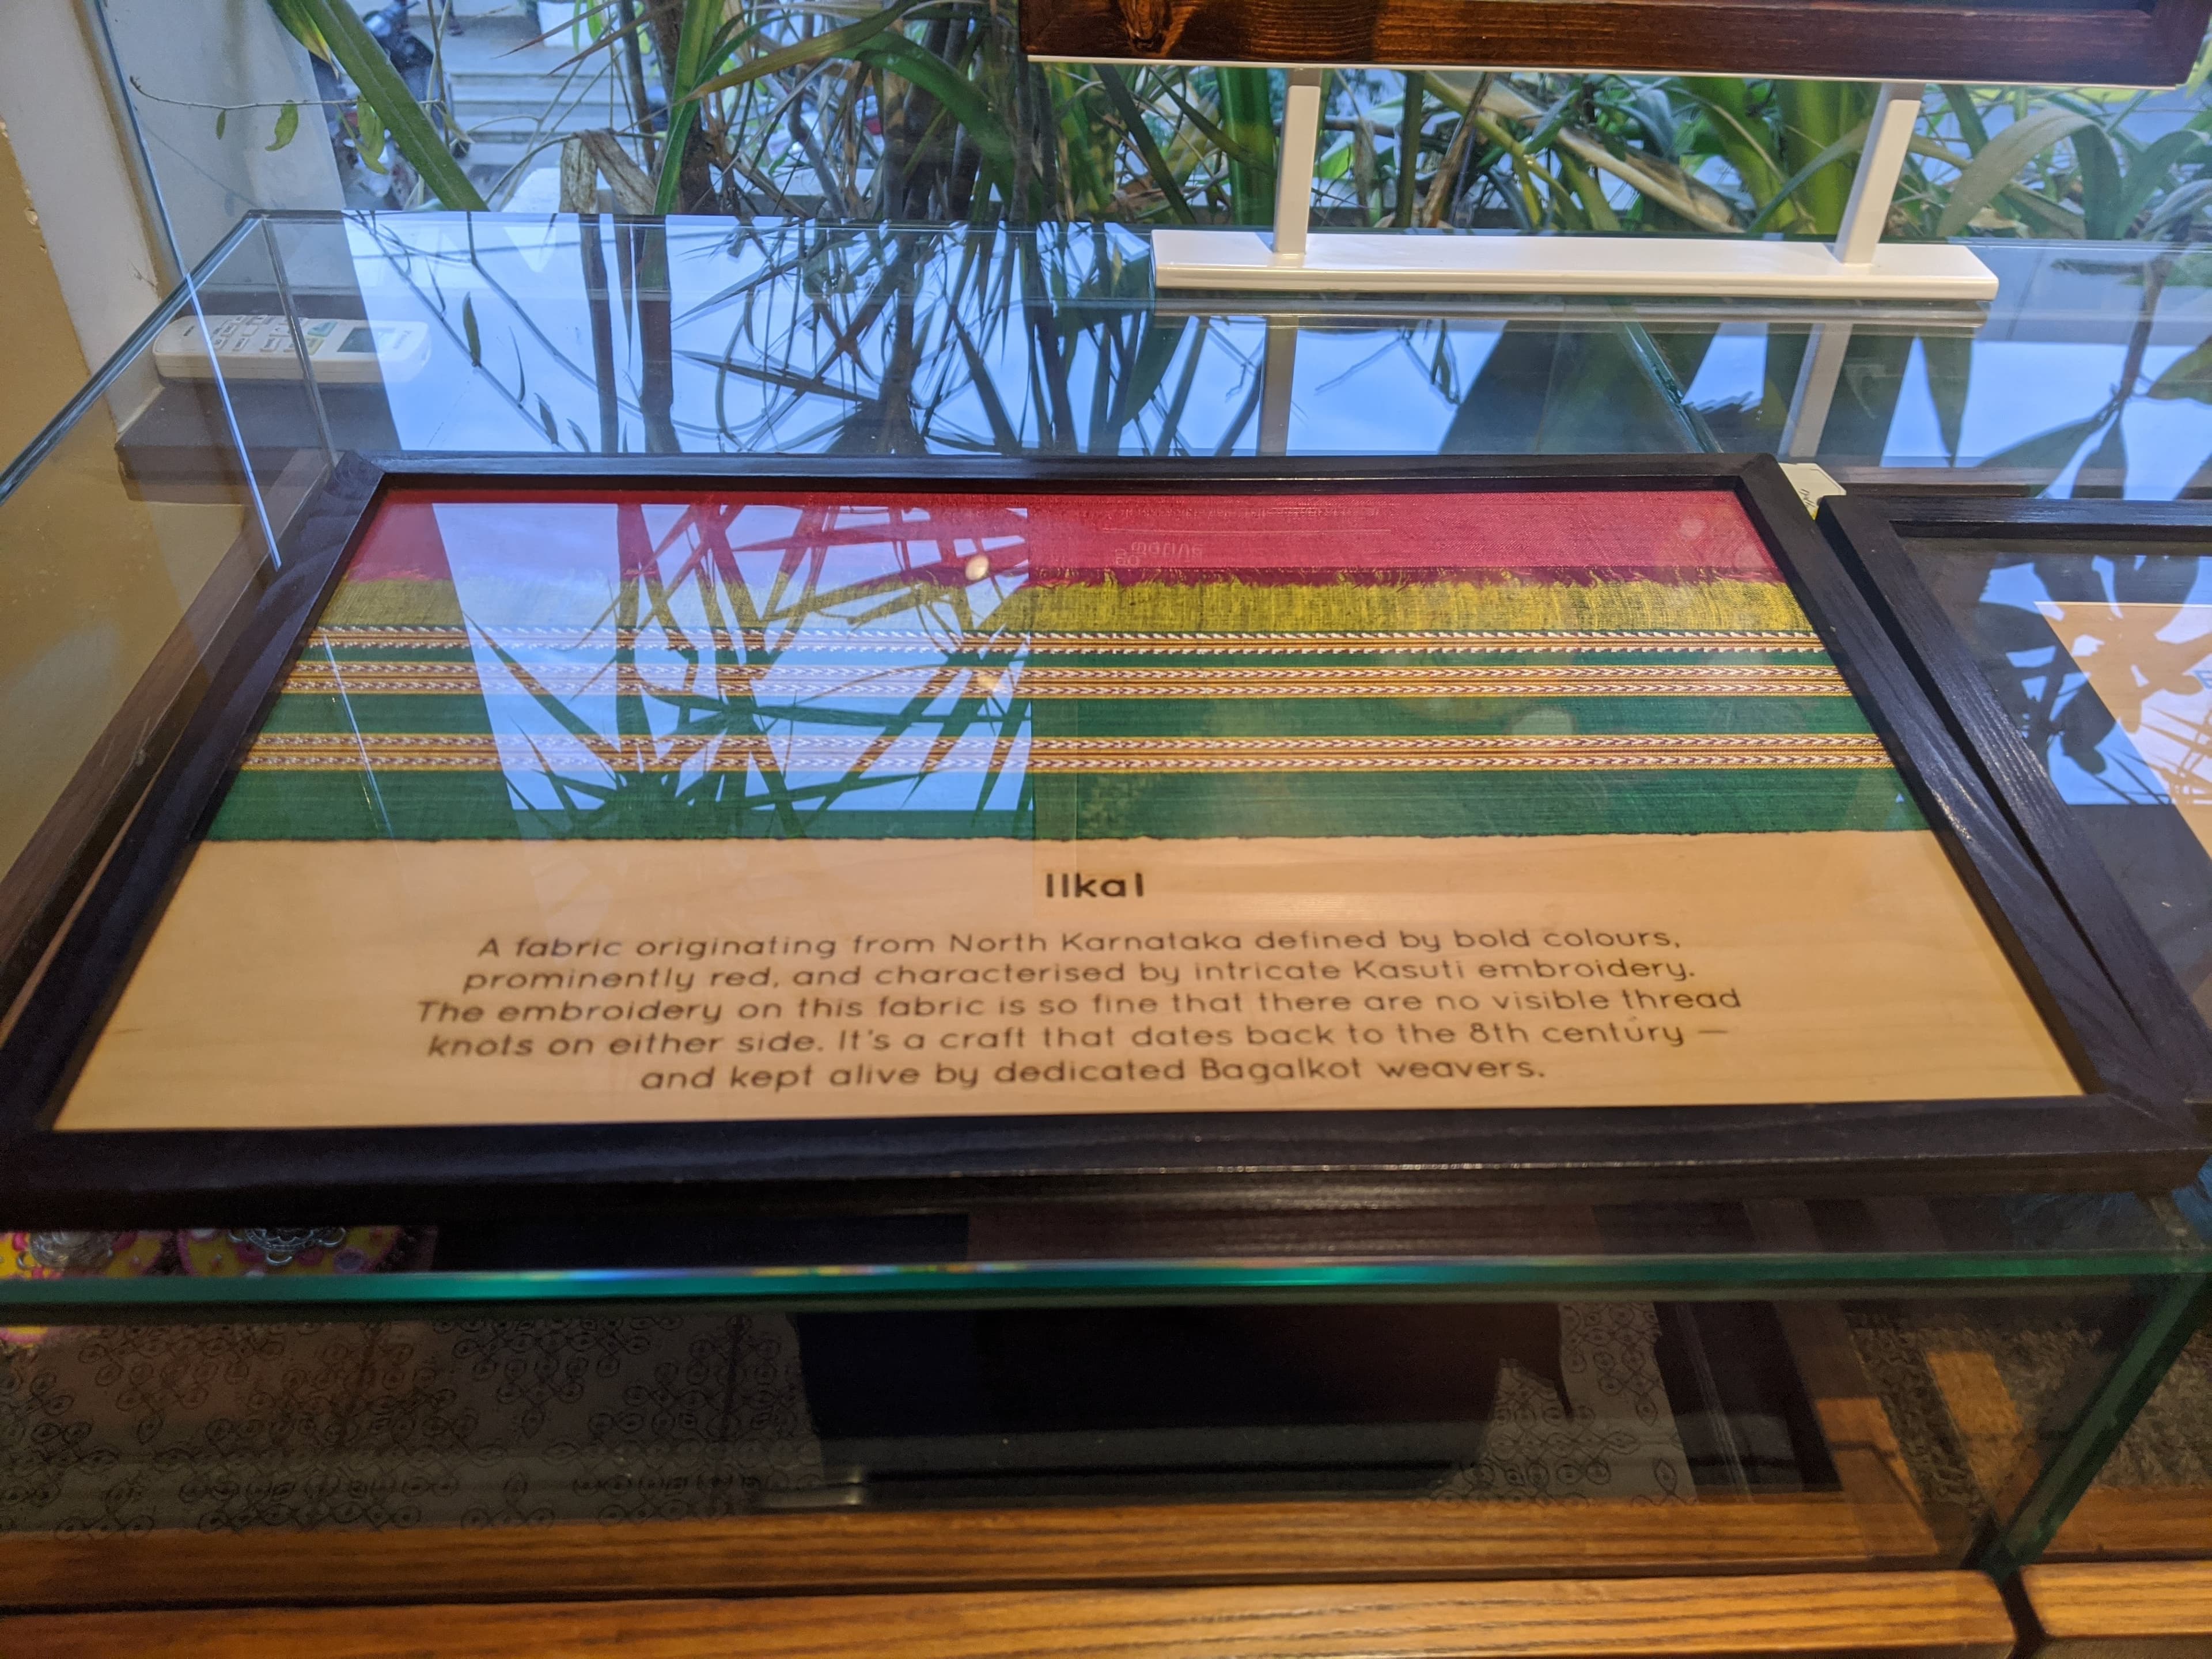 Ilkal
A fabric originating from North Karnataka defined by bold colours,
prominently red, and characterised by intricate Kasuti embroidery.
The embroidery on this fabric is so fine that there are no visible thread
knots on either side. It's a craft that dates back to the 8th century —
and kept alive by dedicated Bagalkot weavers.